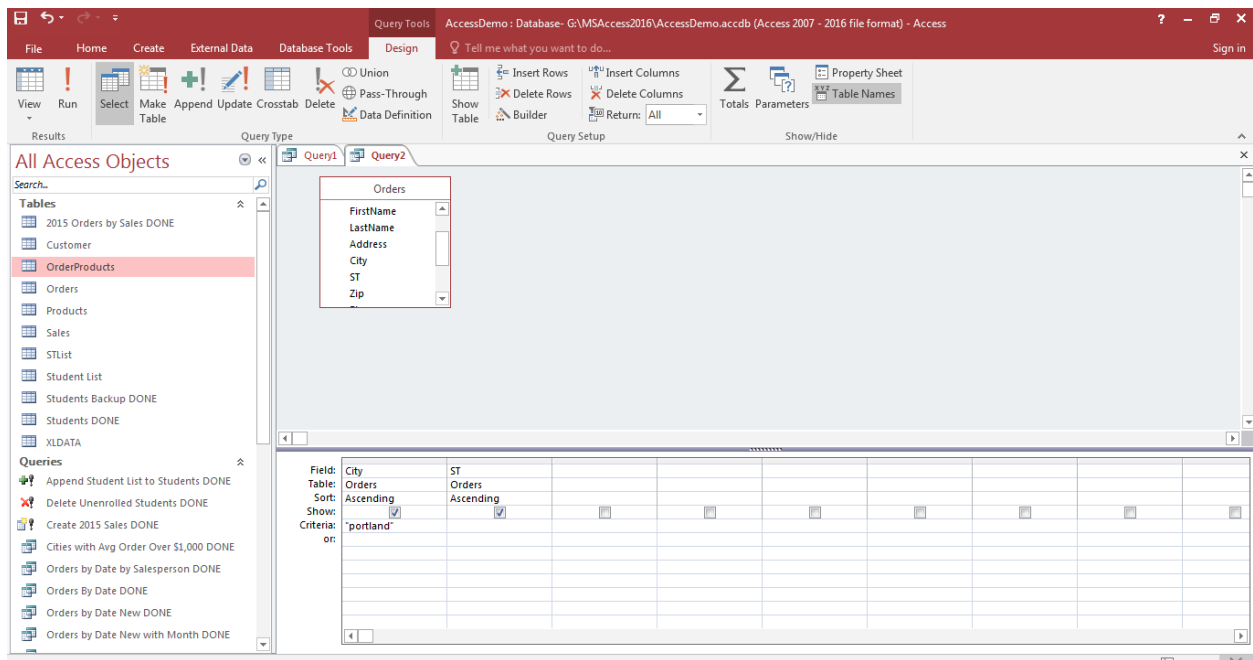 Query Tools AccessDemo : Database- G:\MSAccess2016\AccessDemo.accdb (Access 2007 - 2016 file format) - Access ?
File Home Create External Data Database Tools Design Tell me what you want to do... Sign in
View Run Select Make Table Append Update Crosstab Delete
Union
Pass-Through
Data Definition
Show Table
Insert Rows
Delete Rows
Builder
Insert Columns
Delete Columns
Return: All
Totals Parameters
Property Sheet
Table Names
Results Query Type Query Setup Show/Hide
All Access Objects
Search...
Tables
2015 Orders by Sales DONE
Customer
OrderProducts
Orders
Products
Sales
STList
Student List
Students Backup DONE
Students DONE
XLDATA
Queries
Append Student List to Students DONE
Delete Unenrolled Students DONE
Create 2015 Sales DONE
Cities with Avg Order Over $1,000 DONE
Orders by Date by Salesperson DONE
Orders By Date DONE
Orders by Date New DONE
Orders by Date New with Month DONE
Query1 Query2
Orders
FirstName
LastName
Address
City
ST
Zip
Field: City ST
Table: Orders Orders
Sort: Ascending Ascending
Show:
Criteria: "portland"
or: